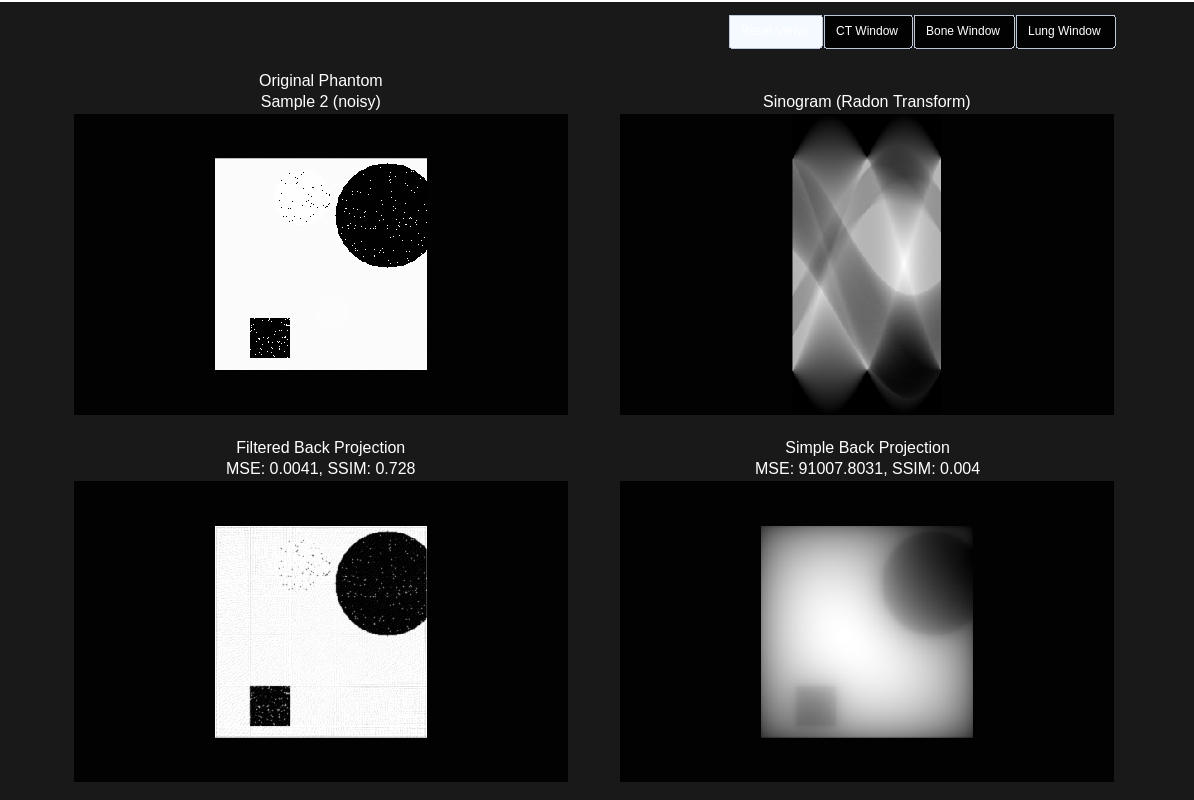 CT Window
Bone Window
Lung Window
Original Phantom
Sample 2 (noisy)
Sinogram (Radon Transform)
Filtered Back Projection
MSE: 0.0041, SSIM: 0.728
Simple Back Projection
MSE: 91007.8031, SSIM: 0.004